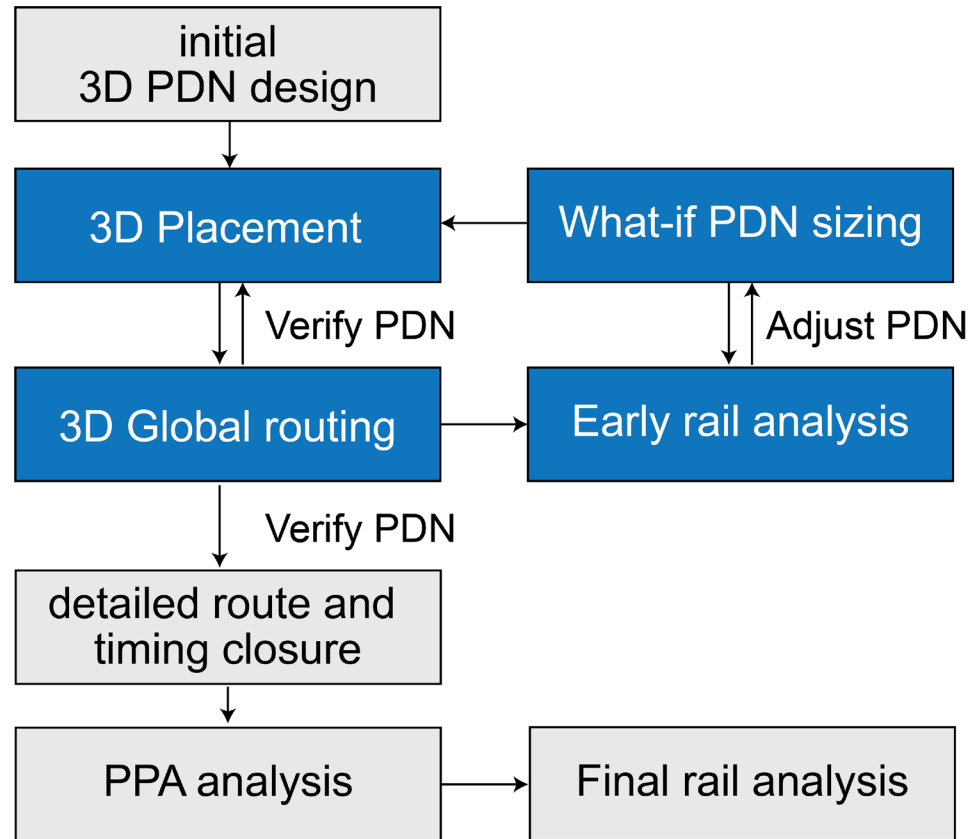 initial
3D PDN design
3D Placement
What-if PDN sizing
Verify PDN
Adjust PDN
3D Global routing
Early rail analysis
Verify PDN
detailed route and
timing closure
PPA analysis
Final rail analysis